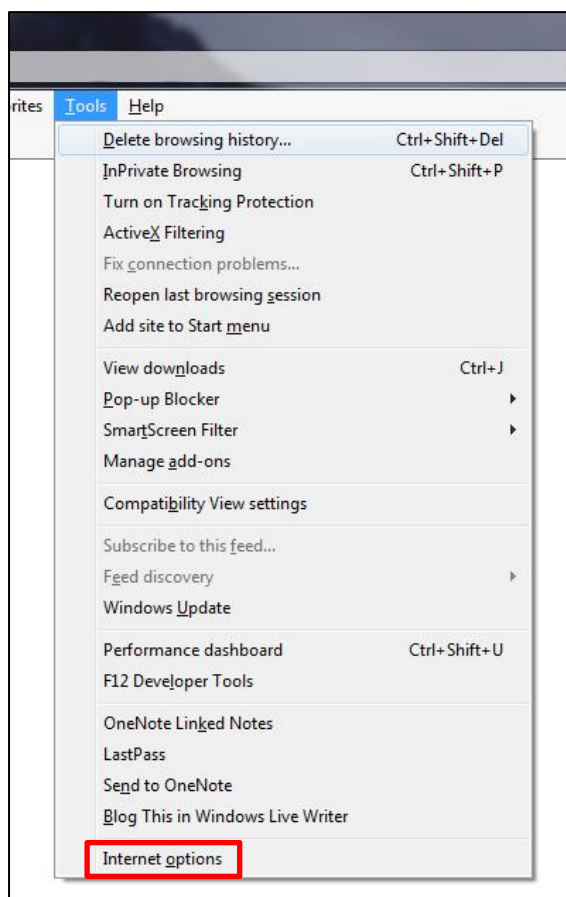 Tools Help
Delete browsing history... Ctrl+Shift+Del
InPrivate Browsing Ctrl+Shift+P
Turn on Tracking Protection
ActiveX Filtering
Fix connection problems...
Reopen last browsing session
Add site to Start menu
View downloads Ctrl+J
Pop-up Blocker
SmartScreen Filter
Manage add-ons
Compatibility View settings
Subscribe to this feed...
Feed discovery
Windows Update
Performance dashboard Ctrl+Shift+U
F12 Developer Tools
OneNote Linked Notes
LastPass
Send to OneNote
Blog This in Windows Live Writer
Internet options